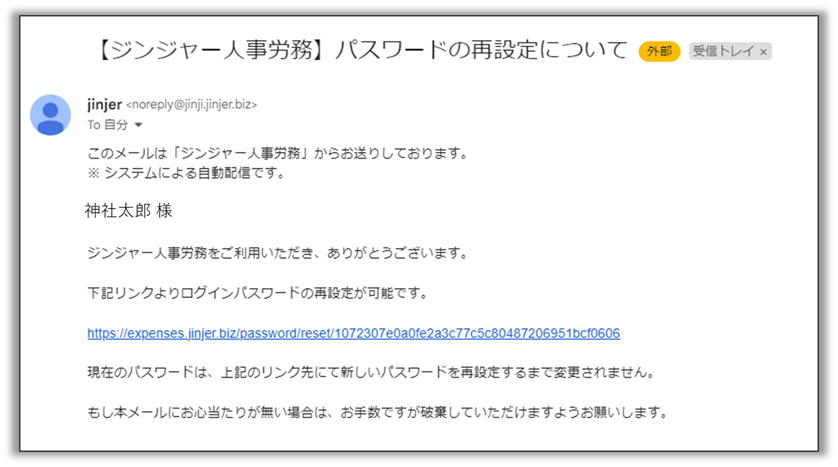 【ジンジャー人事労務】パスワードの再設定について 外部 受信トレイ ×
jinjer <noreply@jinji.jinjer.biz>
To 自分
このメールは「ジンジャー人事労務」からお送りしております。
※ システムによる自動配信です。
神社太郎 様
ジンジャー人事労務をご利用いただき、ありがとうございます。
下記リンクよりログインパスワードの再設定が可能です。
https://expenses.jinjer.biz/password/reset/1072307e0a0fe2a3c77c5c80487206951bcf0606
現在のパスワードは、上記のリンク先にて新しいパスワードを再設定するまで変更されません。
もし本メールにお心当たりが無い場合は、お手数ですが破棄していただけますようお願いします。